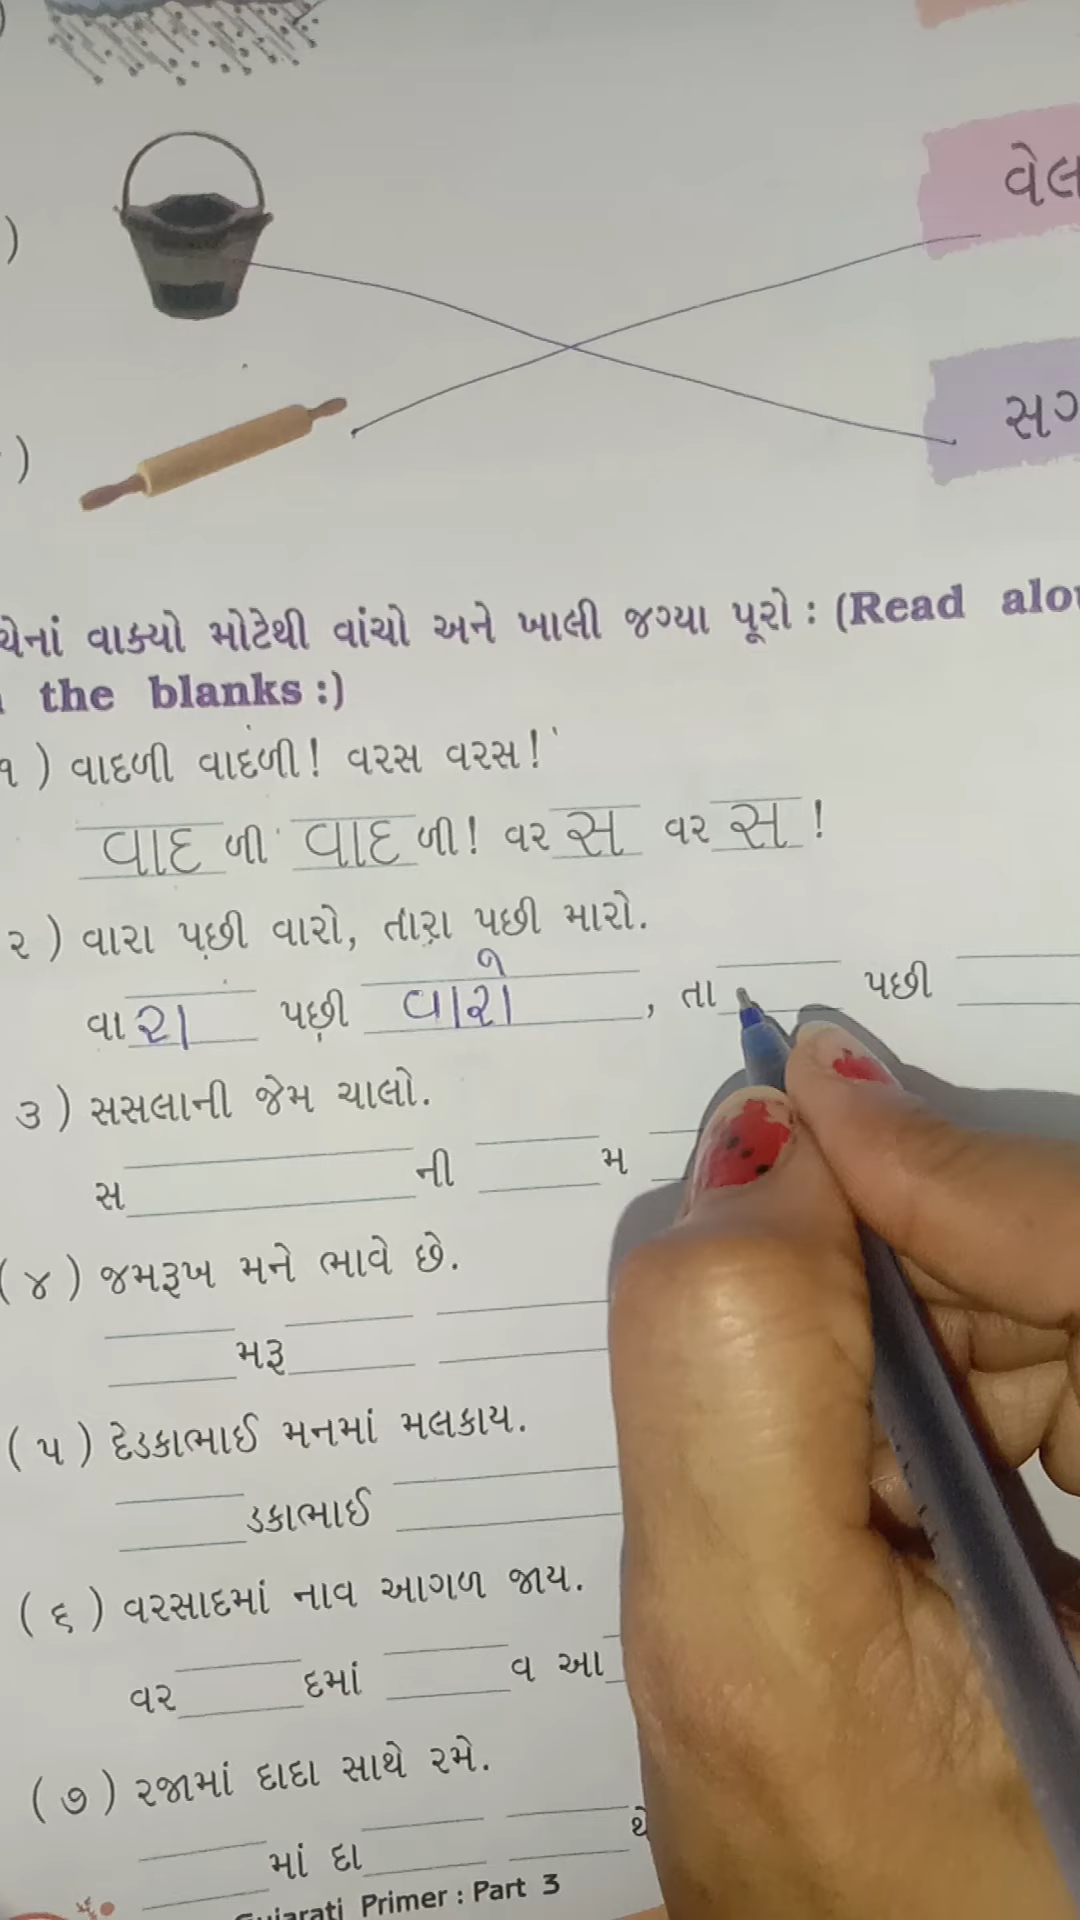 વેલ
સગ
વાક્યો મોટેથી વાંચો અને ખાલી જગ્યા પૂરો : (Read
the blanks :)
૧ ) વાદળી વાદળી! વરસ વરસ!
વાદ ળી વાદ ળી! વર સ વર સ !
૨ ) વારા પછી વારો, તારા પછી મારો.
વા રા પછી વારો , તા પછી
૩ ) સસલાની જેમ ચાલો.
સ ની મ
( ૪ ) જમરૂખ મને ભાવે છે.
મરૂ
( ૫ ) દેડકાભાઈ મનમાં મલકાય.
ડકાભાઈ
( ૬ ) વરસાદમાં નાવ આગળ જાય.
વર દમાં વ આ
( ૭ ) રજામાં દાદા સાથે રમે.
માં દા થે
Gujarati Primer : Part 3